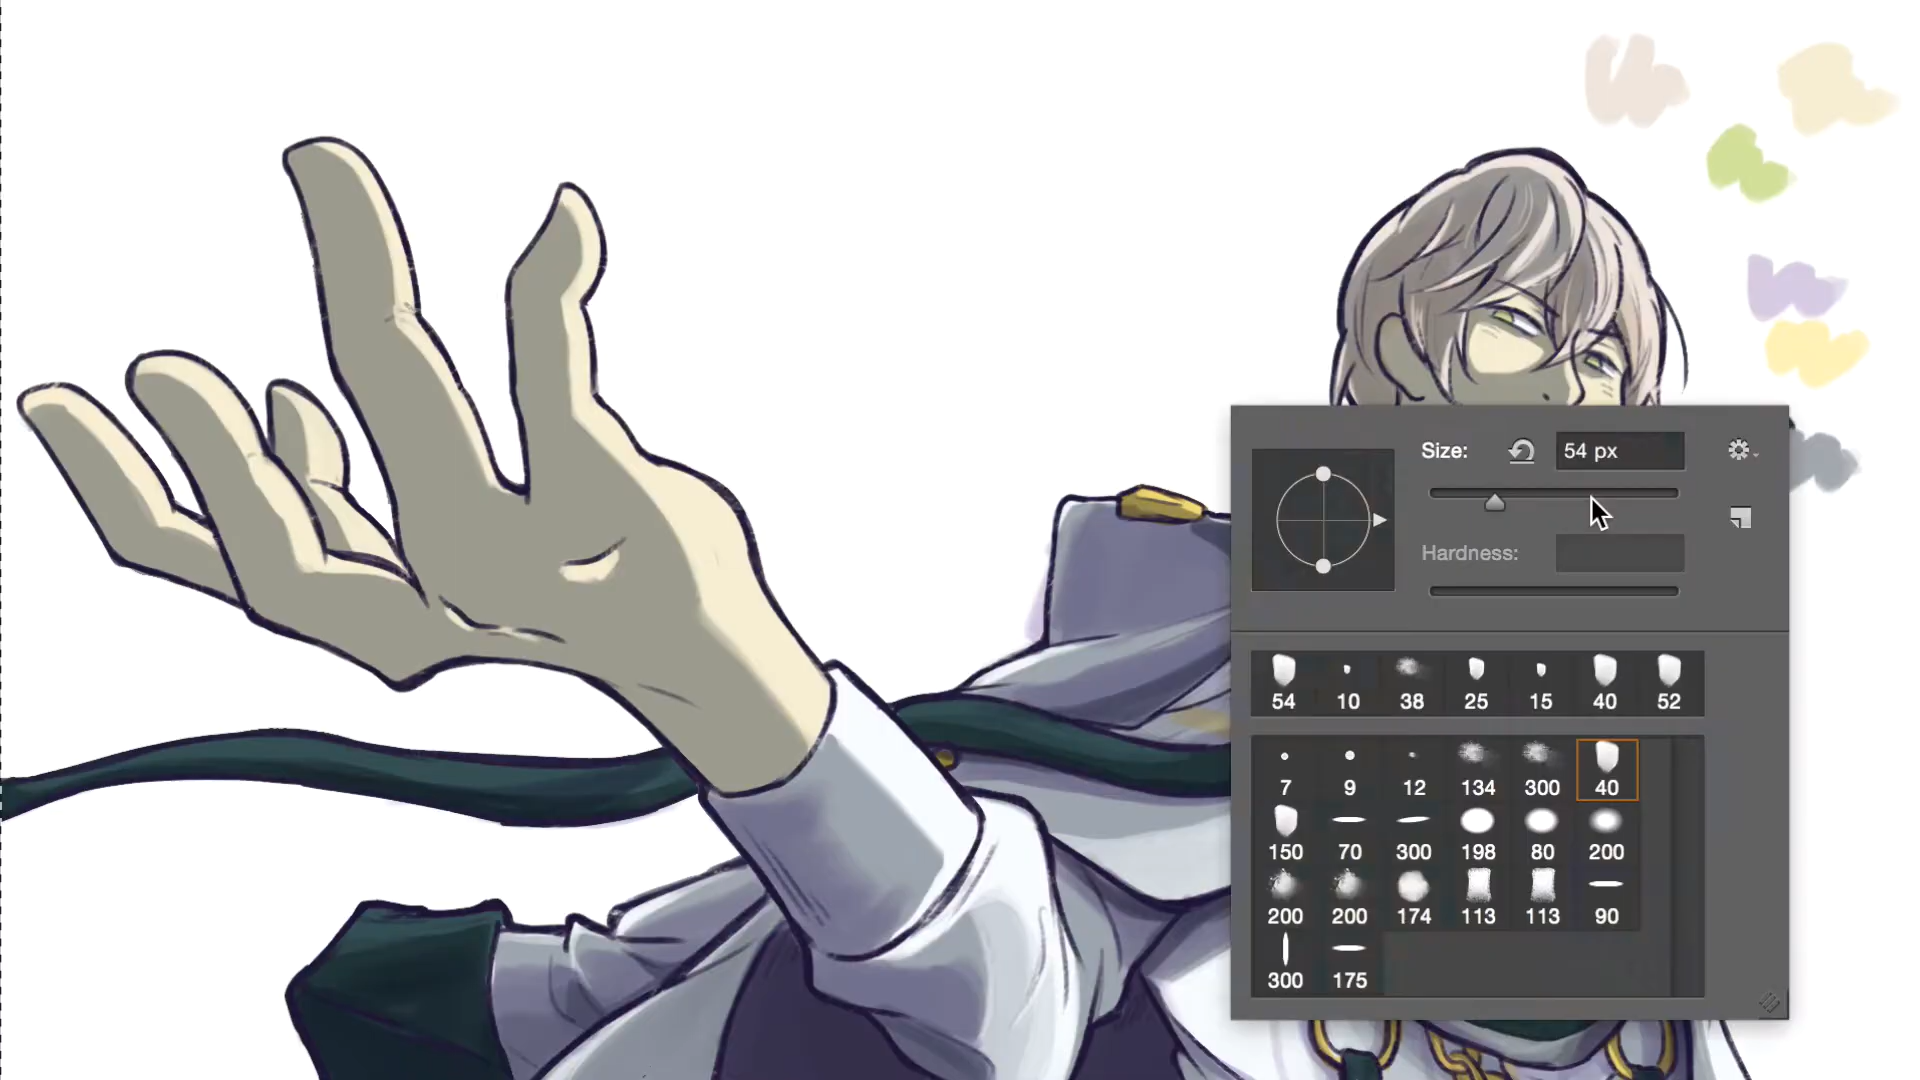 Size: 54 px
Hardness:
54 10 38 25 15 40 52
7 9 12 134 300 40
150 70 300 198 80 200
200 200 174 113 113 90
300 175